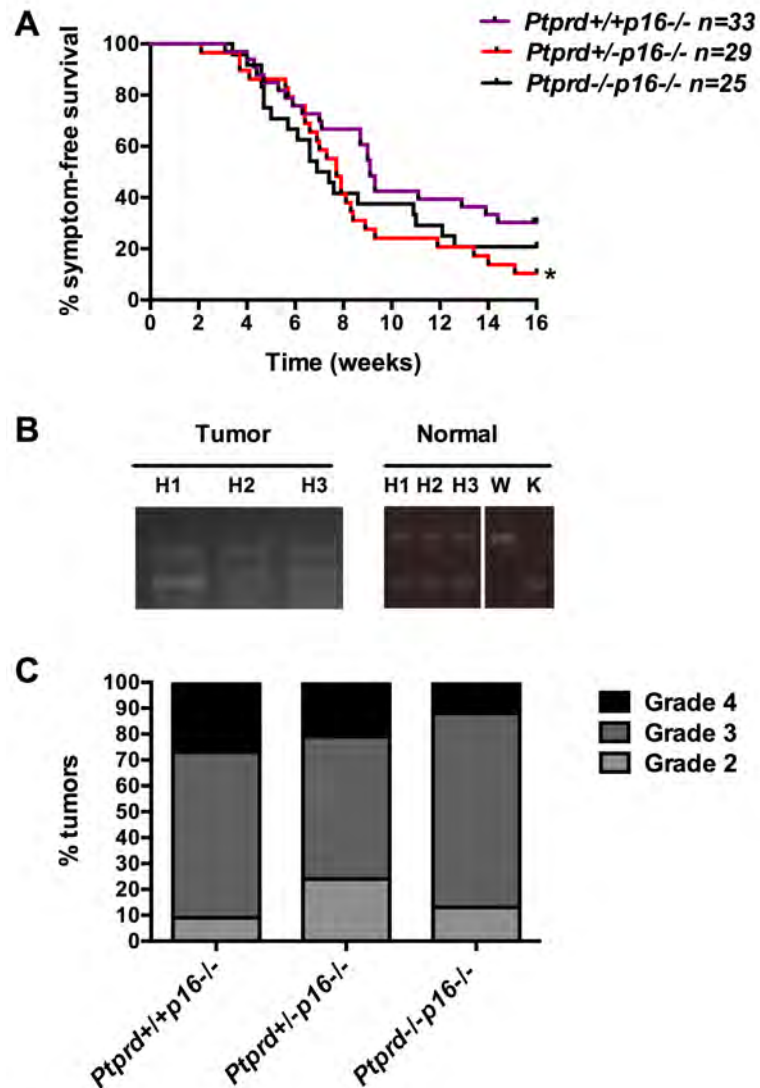 A
Ptprd+/+p16-/- n=33
Ptprd+/-p16-/- n=29
Ptprd-/-p16-/- n=25
% symptom-free survival
100
80
60
40
20
0
0 2 4 6 8 10 12 14 16
*
Time (weeks)
B
Tumor Normal
H1 H2 H3 H1 H2 H3 W K
C
% tumors
100
90
80
70
60
50
40
30
20
10
0
Grade 4
Grade 3
Grade 2
Ptprd+/+p16-/-
Ptprd+/-p16-/-
Ptprd-/-p16-/-